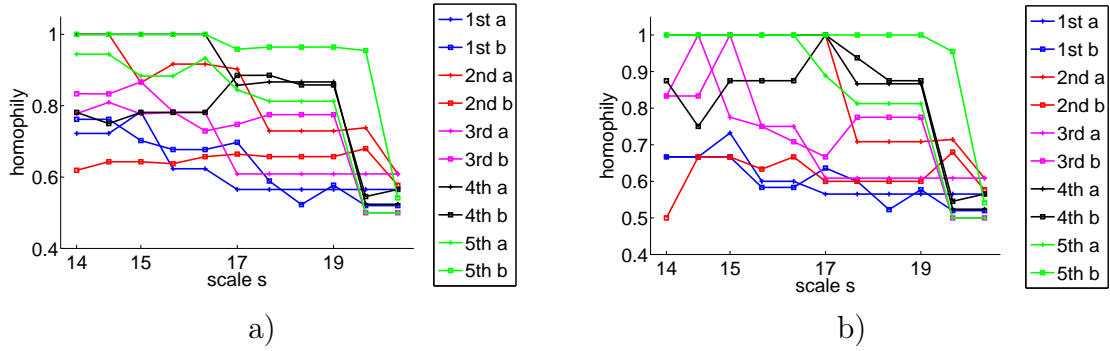 homophily
1
0.8
0.6
0.4
14 15 17 19
scale s
1st a
1st b
2nd a
2nd b
3rd a
3rd b
4th a
4th b
5th a
5th b
a)
homophily
1
0.9
0.8
0.7
0.6
0.5
0.4
14 15 17 19
scale s
1st a
1st b
2nd a
2nd b
3rd a
3rd b
4th a
4th b
5th a
5th b
b)